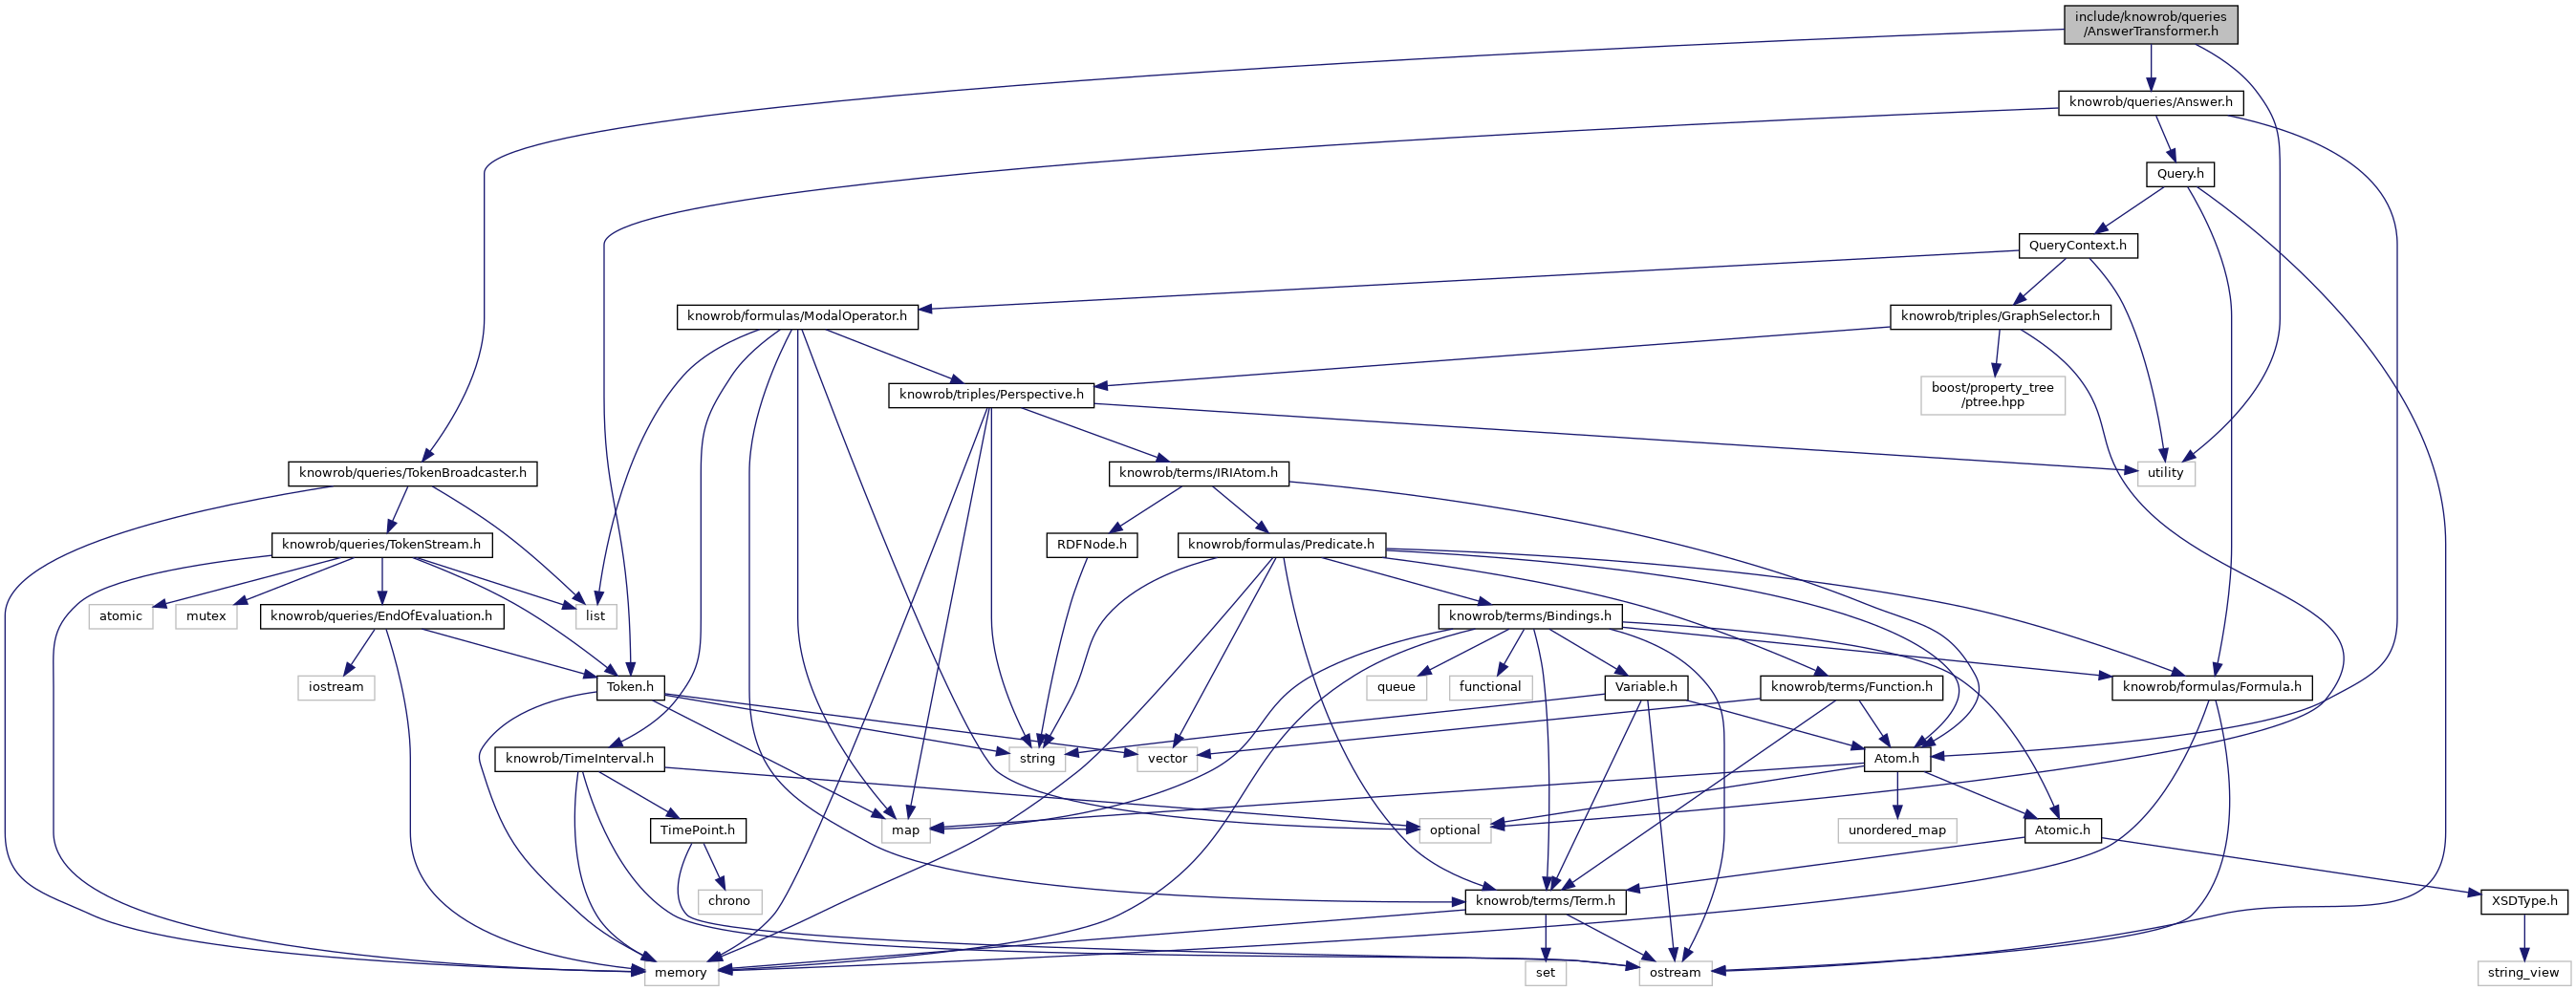 include/knowrob/queries
/AnswerTransformer.h
knowrob/queries/Answer.h
Query.h
QueryContext.h
knowrob/formulas/ModalOperator.h
knowrob/triples/GraphSelector.h
knowrob/triples/Perspective.h
boost/property_tree
/ptree.hpp
knowrob/queries/TokenBroadcaster.h
knowrob/terms/IRIAtom.h
utility
knowrob/queries/TokenStream.h
RDFNode.h
knowrob/formulas/Predicate.h
atomic
mutex
knowrob/queries/EndOfEvaluation.h
list
knowrob/terms/Bindings.h
iostream
Token.h
queue
functional
Variable.h
knowrob/terms/Function.h
knowrob/formulas/Formula.h
knowrob/TimeInterval.h
string
vector
Atom.h
TimePoint.h
map
optional
unordered_map
Atomic.h
chrono
knowrob/terms/Term.h
XSDType.h
memory
set
ostream
string_view